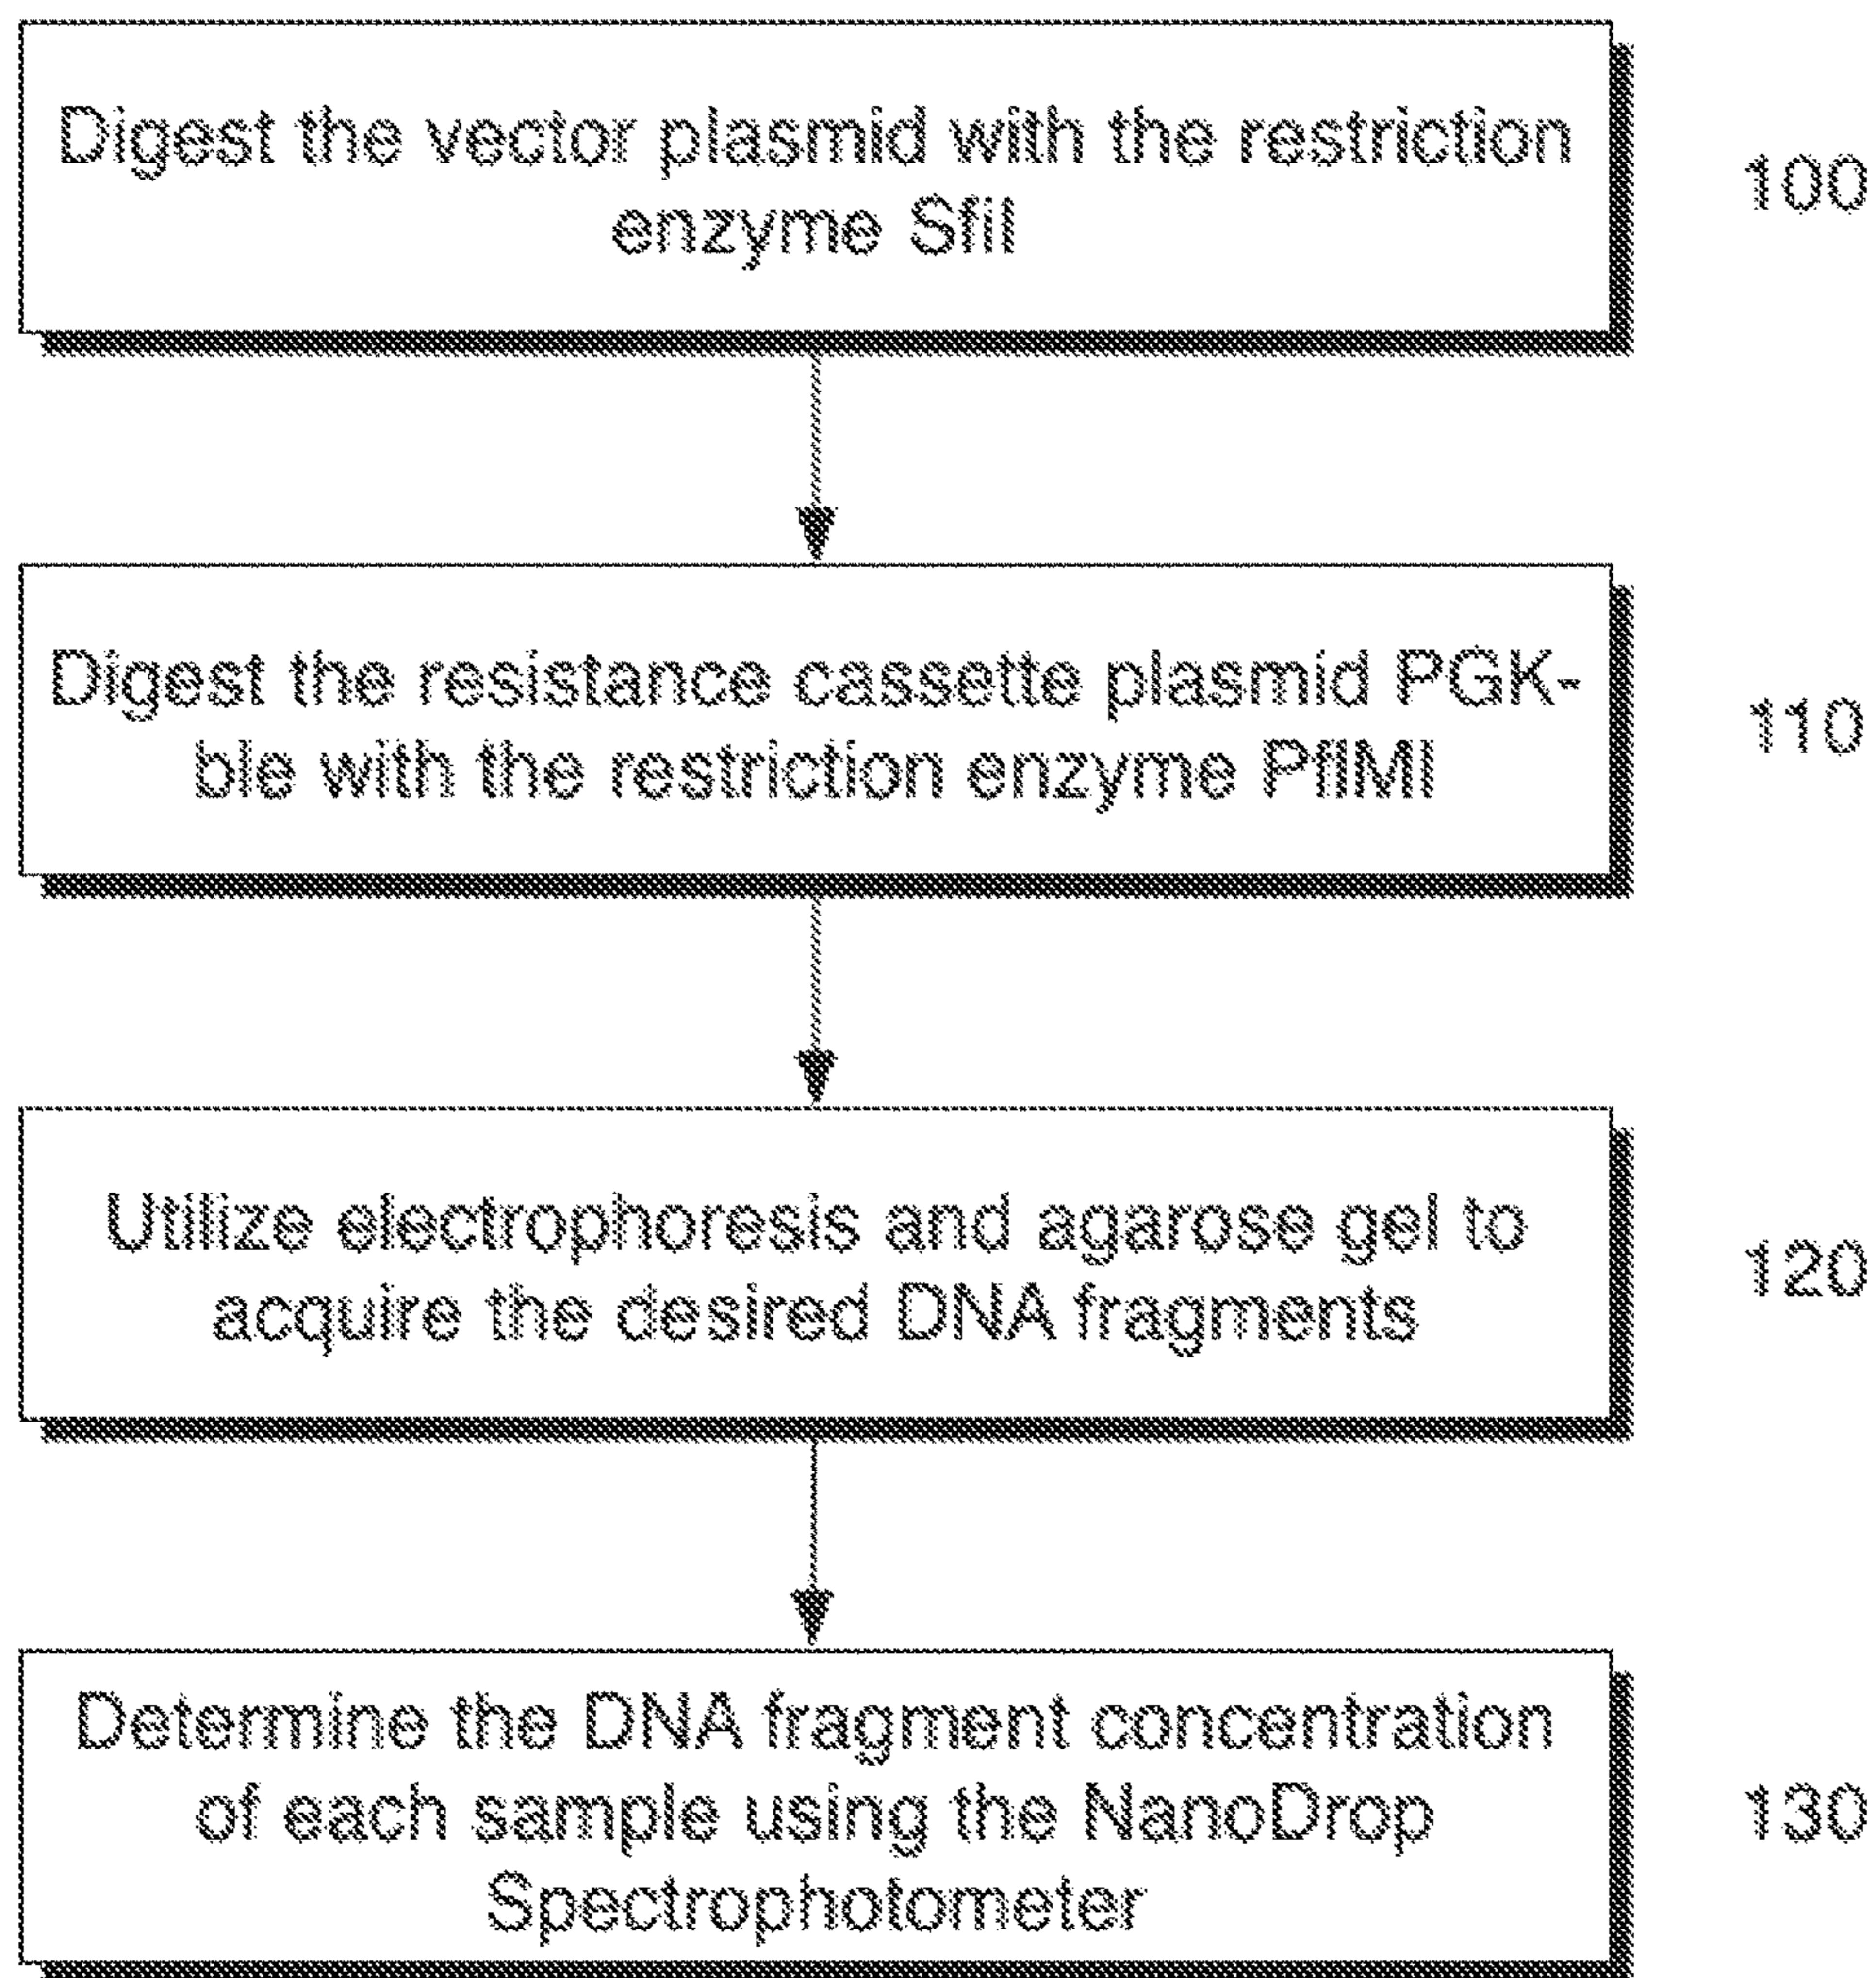 Digest the vector plasmid with the restriction
enzyme SfiI
100
Digest the resistance cassette plasmid PGK-
ble with the restriction enzyme PflMI
110
Utilize electrophoresis and agarose gel to
acquire the desired DNA fragments
120
Determine the DNA fragment concentration
of each sample using the NanoDrop
Spectrophotometer
130